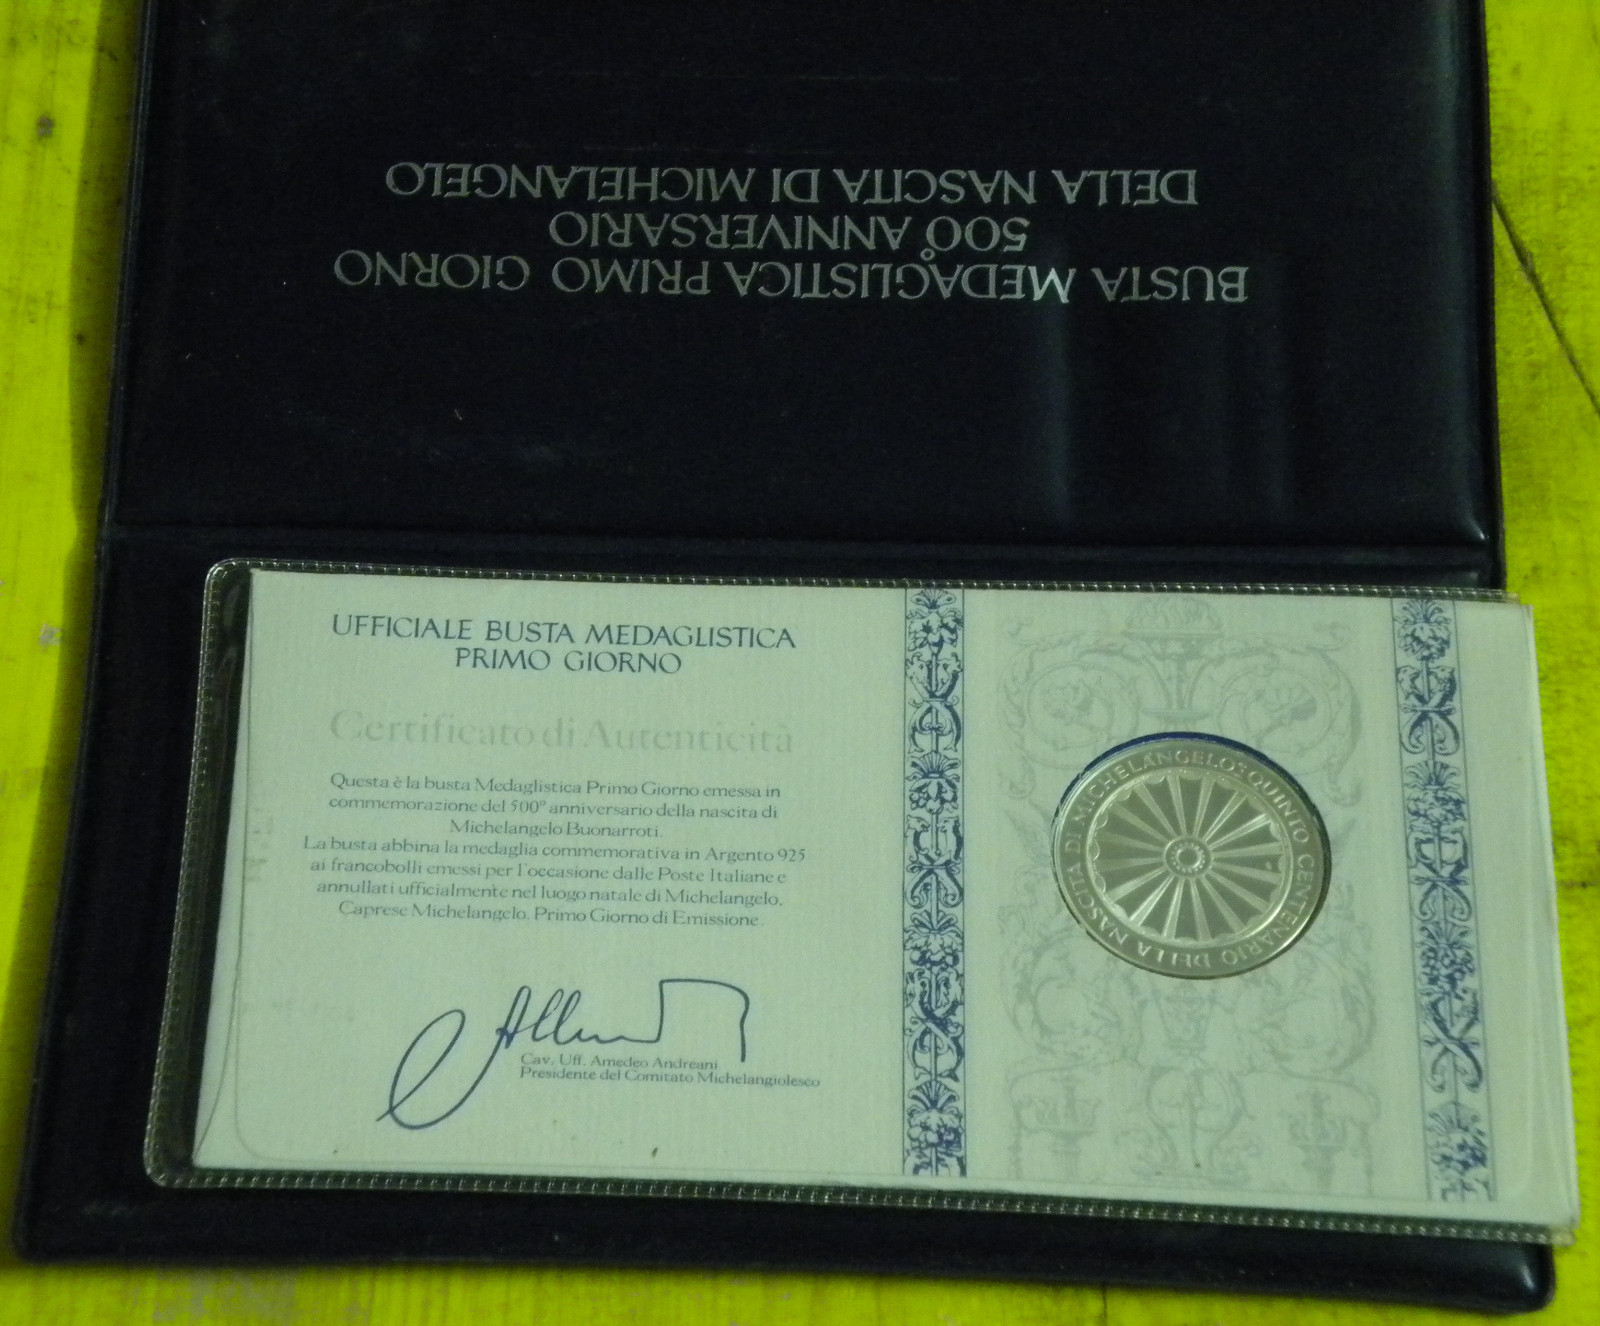 BUSTA MEDAGLISTICA PRIMO GIORNO
500° ANNIVERSARIO
DELLA NASCITA DI MICHELANGELO
UFFICIALE BUSTA MEDAGLISTICA
PRIMO GIORNO
Certificato di Autenticità
Questa è la busta Medaglistica Primo Giorno emessa in
commemorazione del 500° anniversario della nascita di
Michelangelo Buonarroti.
La busta abbina la medaglia commemorativa in Argento 925
ai francobolli emessi per l'occasione dalle Poste Italiane e
annullati ufficialmente nel luogo natale di Michelangelo,
Caprese Michelangelo, Primo Giorno di Emissione.
Cav. Uff. Amedeo Andreani
Presidente del Comitato Michelangiolesco
QUINTO CENTENARIO DELLA NASCITA DI MICHELANGELO